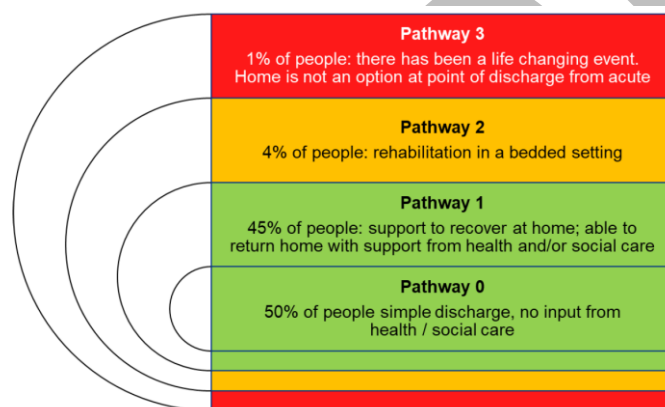 Pathway 3
1% of people: there has been a life changing event.
Home is not an option at point of discharge from acute
Pathway 2
4% of people: rehabilitation in a bedded setting
Pathway 1
45% of people: support to recover at home; able to
return home with support from health and/or social care
Pathway 0
50% of people simple discharge, no input from
health / social care